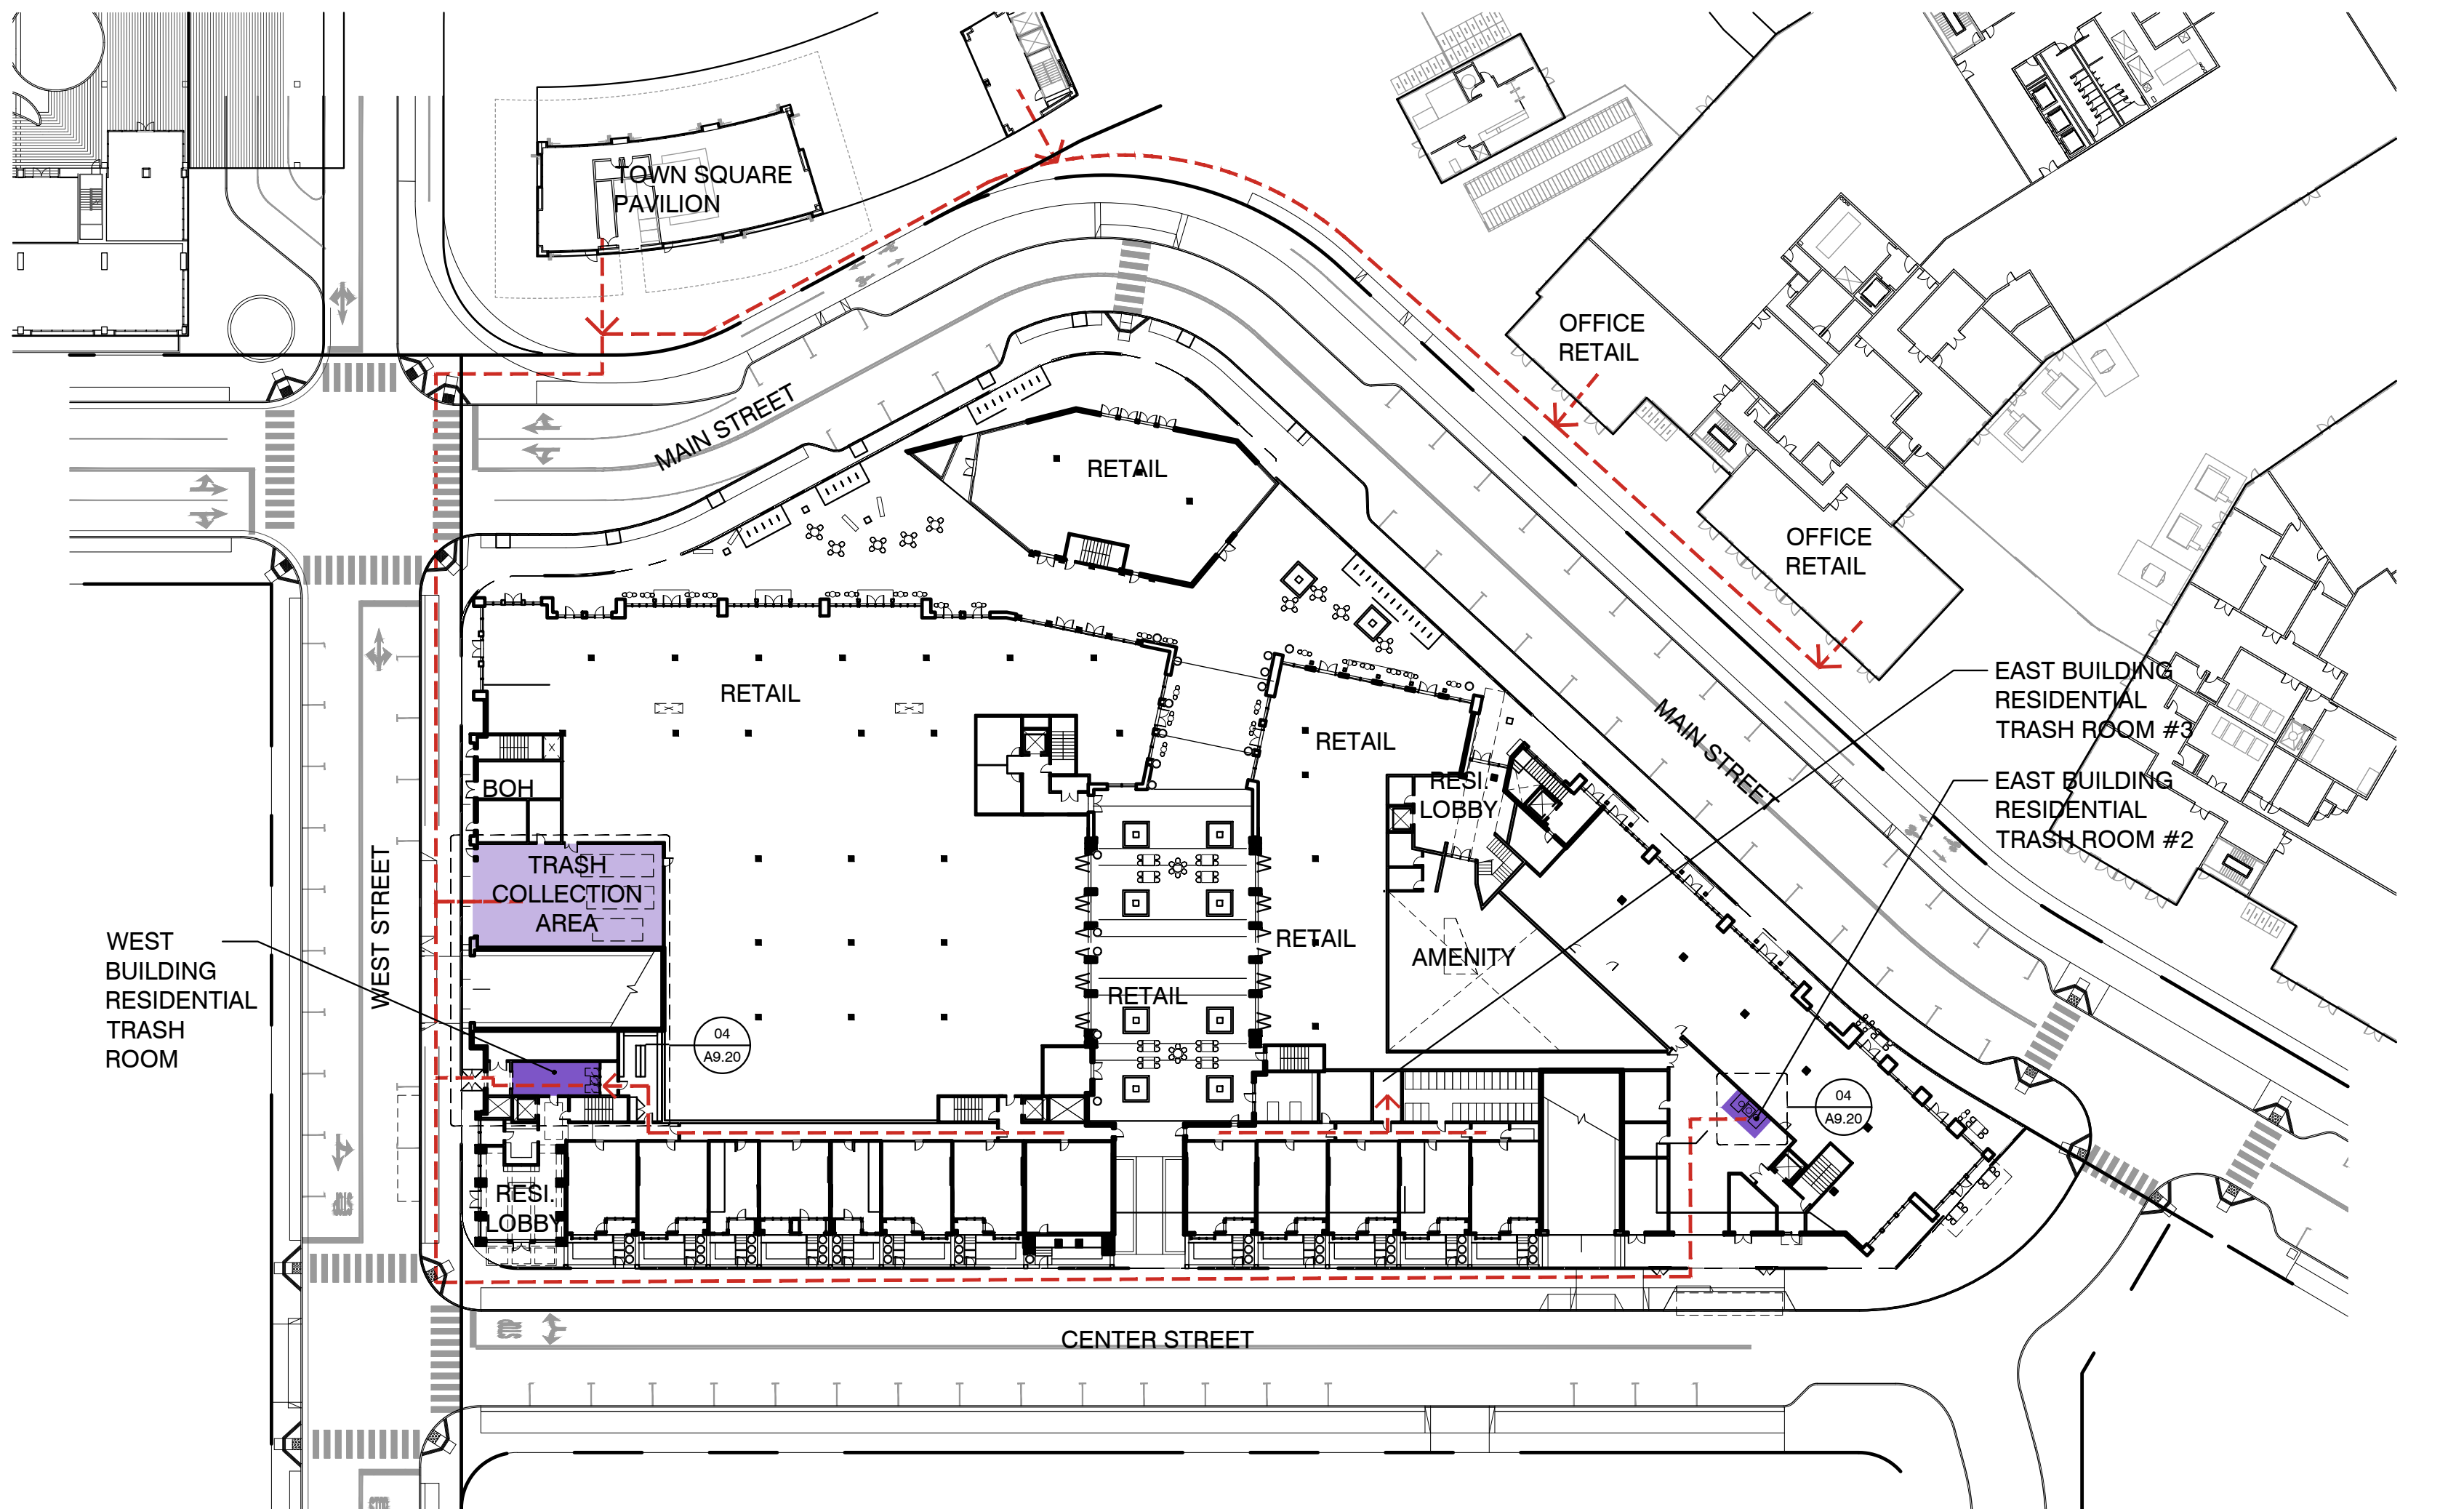 TOWN SQUARE
PAVILION
OFFICE
RETAIL
MAIN STREET
RETAIL
OFFICE
RETAIL
RETAIL
RETAIL
MAIN STREET
EAST BUILDING
RESIDENTIAL
TRASH ROOM #3
EAST BUILDING
RESIDENTIAL
TRASH ROOM #2
BOH
RESI.
LOBBY
TRASH
COLLECTION
AREA
WEST STREET
WEST
BUILDING
RESIDENTIAL
TRASH
ROOM
RETAIL
AMENITY
RETAIL
04
A9.20
04
A9.20
RESI.
LOBBY
CENTER STREET